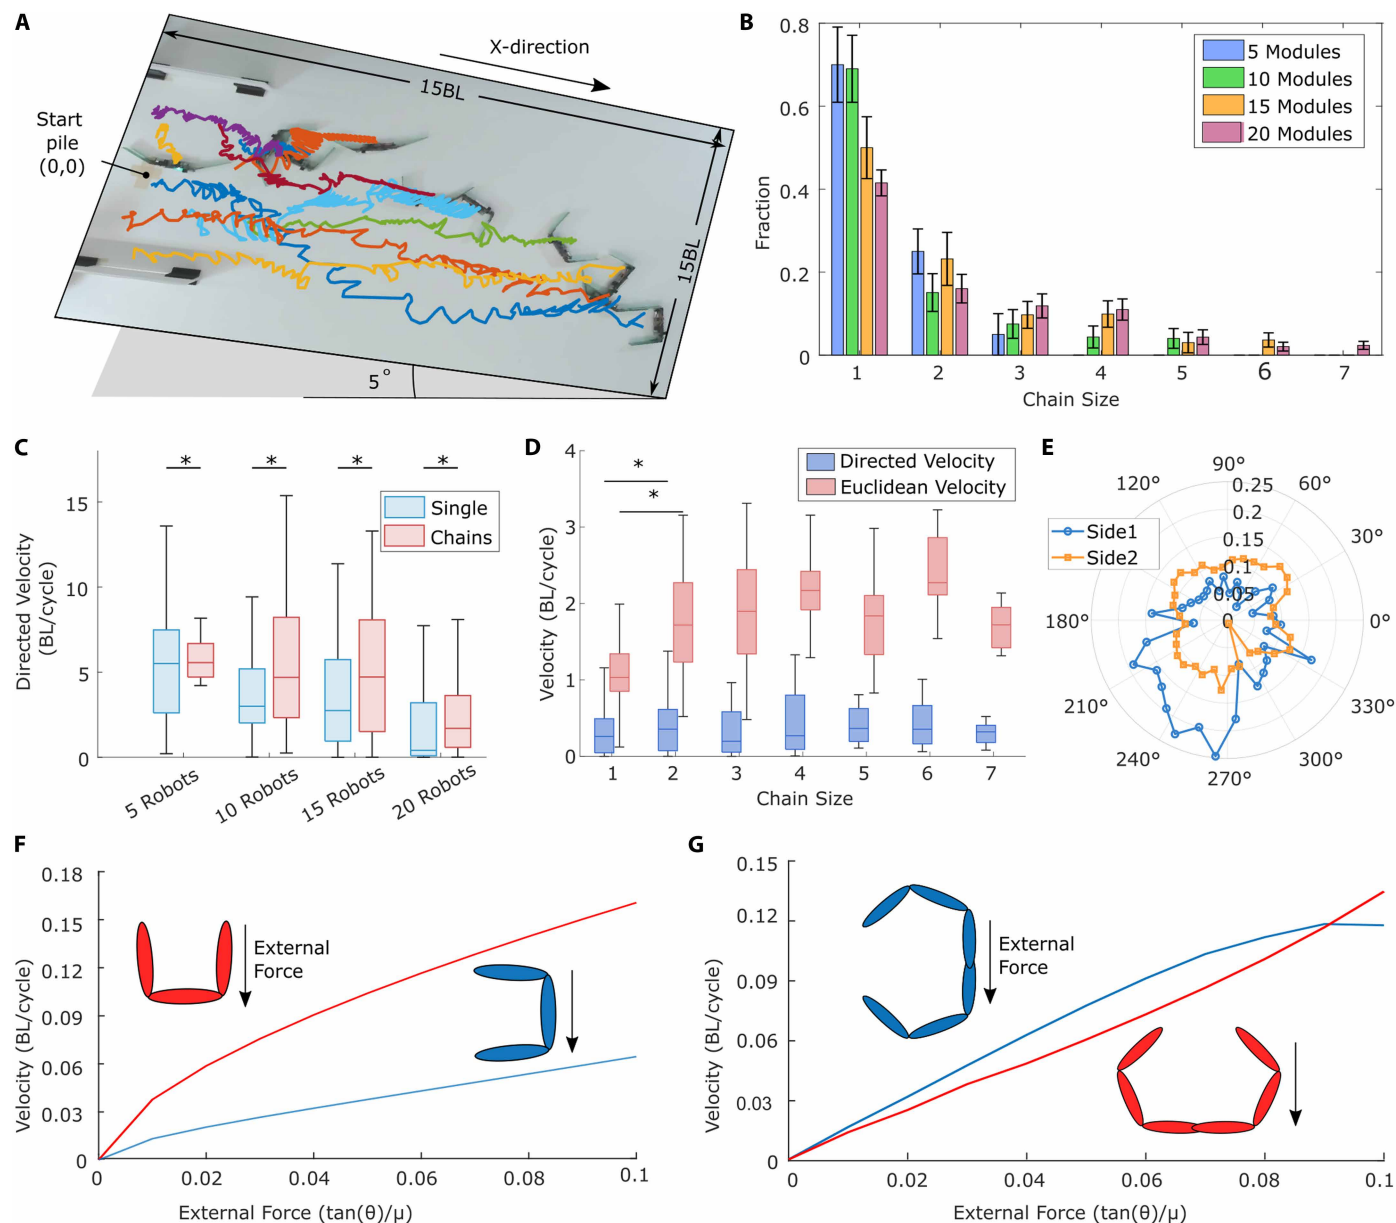 A
X-direction
15BL
Start
pile
(0,0)
15BL
5°
B
0.8
0.6
0.4
0.2
0
Fraction
5 Modules
10 Modules
15 Modules
20 Modules
1 2 3 4 5 6 7
Chain Size
C
Directed Velocity
(BL/cycle)
15
10
5
0
Single
Chains
* * * *
5 Robots
10 Robots
15 Robots
20 Robots
D
Velocity (BL/cycle)
4
3
2
1
0
*
*
Directed Velocity
Euclidean Velocity
1 2 3 4 5 6 7
Chain Size
E
90°
120°
60°
0.25
0.2
30°
Side1
0.15
Side2
0.1
0.05
180°
0
0°
210°
330°
240°
300°
270°
F
Velocity (BL/cycle)
0.18
0.15
0.12
0.09
0.06
0.03
0
External
Force
0 0.02 0.04 0.06 0.08 0.1
External Force (tan(θ)/μ)
G
Velocity (BL/cycle)
0.15
0.12
0.09
0.06
0.03
0
External
Force
0 0.02 0.04 0.06 0.08 0.1
External Force (tan(θ)/μ)